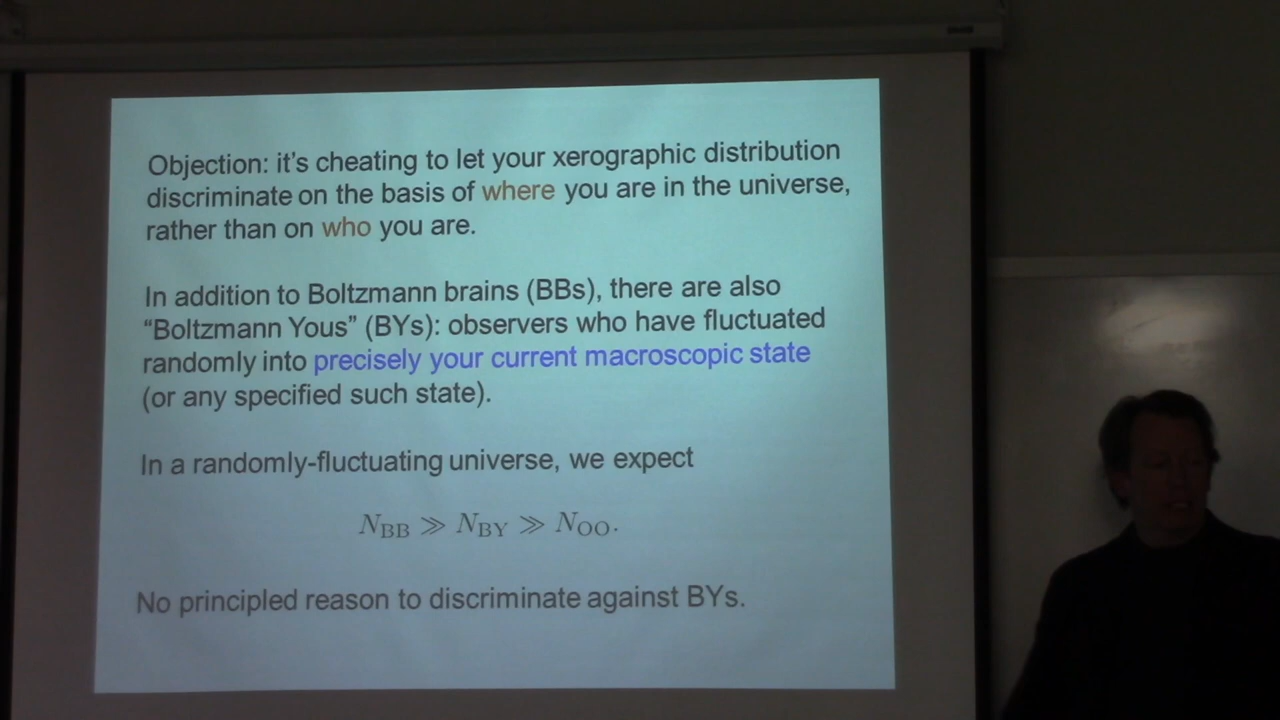 Objection: it's cheating to let your xerographic distribution
discriminate on the basis of where you are in the universe,
rather than on who you are.
In addition to Boltzmann brains (BBs), there are also
“Boltzmann Yous” (BYs): observers who have fluctuated
randomly into precisely your current macroscopic state
(or any specified such state).
In a randomly-fluctuating universe, we expect
N_BB ≫ N_BY ≫ N_OO.
No principled reason to discriminate against BYs.